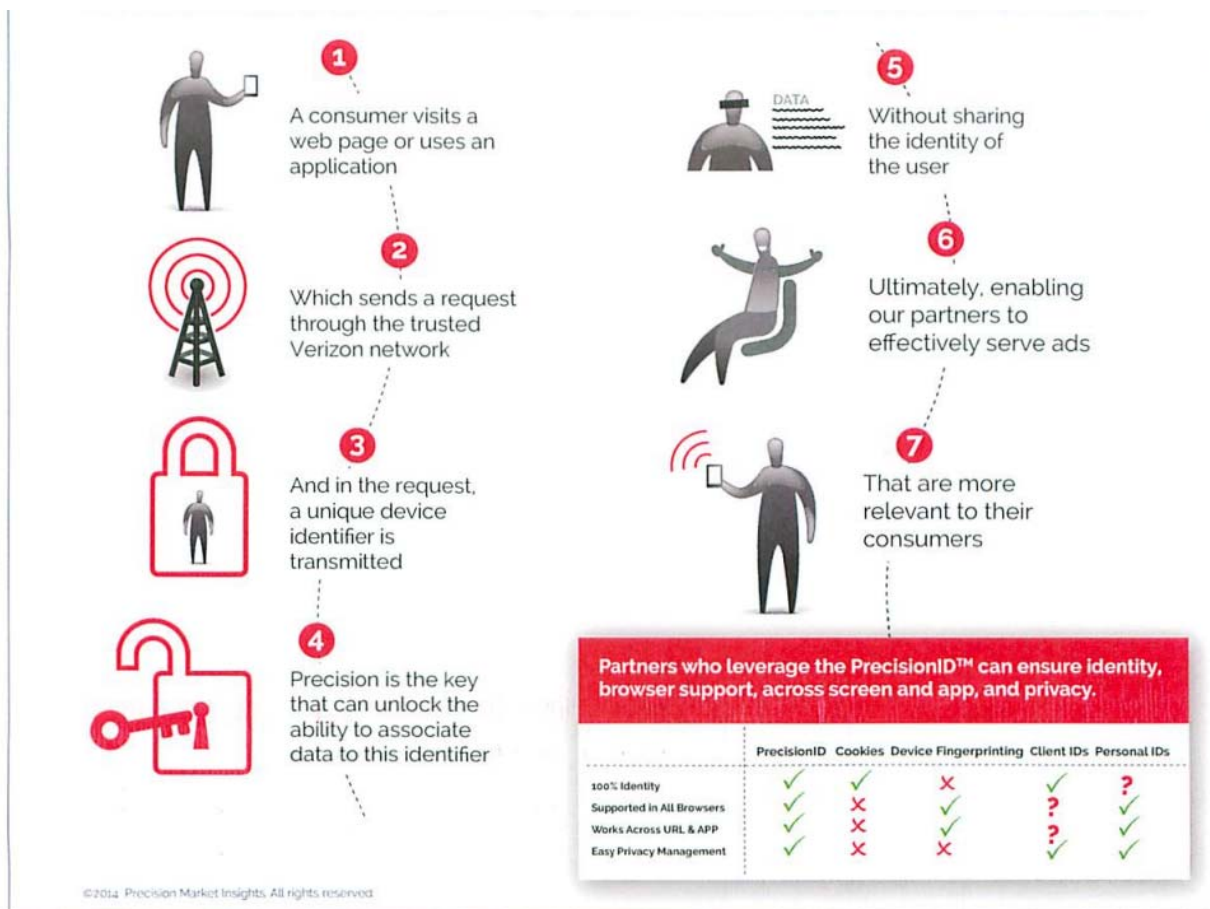 1
A consumer visits a
web page or uses an
application
2
Which sends a request
through the trusted
Verizon network
3
And in the request,
a unique device
identifier is
transmitted
4
Precision is the key
that can unlock the
ability to associate
data to this identifier
5
DATA
Without sharing
the identity of
the user
6
Ultimately, enabling
our partners to
effectively serve ads
7
That are more
relevant to their
consumers
Partners who leverage the PrecisionID™ can ensure identity,
browser support, across screen and app, and privacy.
PrecisionID Cookies Device Fingerprinting Client IDs Personal IDs
100% Identity ✓ ✓ ✗ ✓ ?
Supported in All Browsers ✓ ✗ ✓ ? ✓
Works Across URL & APP ✓ ✗ ✓ ? ✓
Easy Privacy Management ✓ ✗ ✗ ✓ ✓
©2014 Precision Market Insights. All rights reserved.